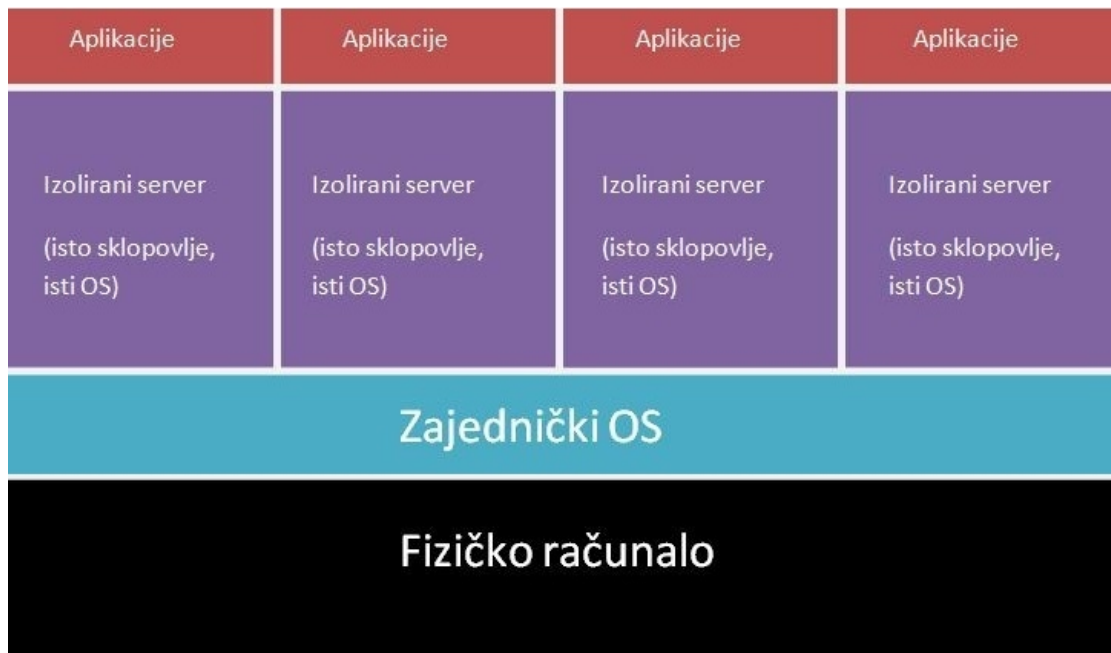 Aplikacije
Aplikacije
Aplikacije
Aplikacije
Izolirani server
(isto sklopovlje,
isti OS)
Izolirani server
(isto sklopovlje,
isti OS)
Izolirani server
(isto sklopovlje,
isti OS)
Izolirani server
(isto sklopovlje,
isti OS)
Zajednički OS
Fizičko računalo